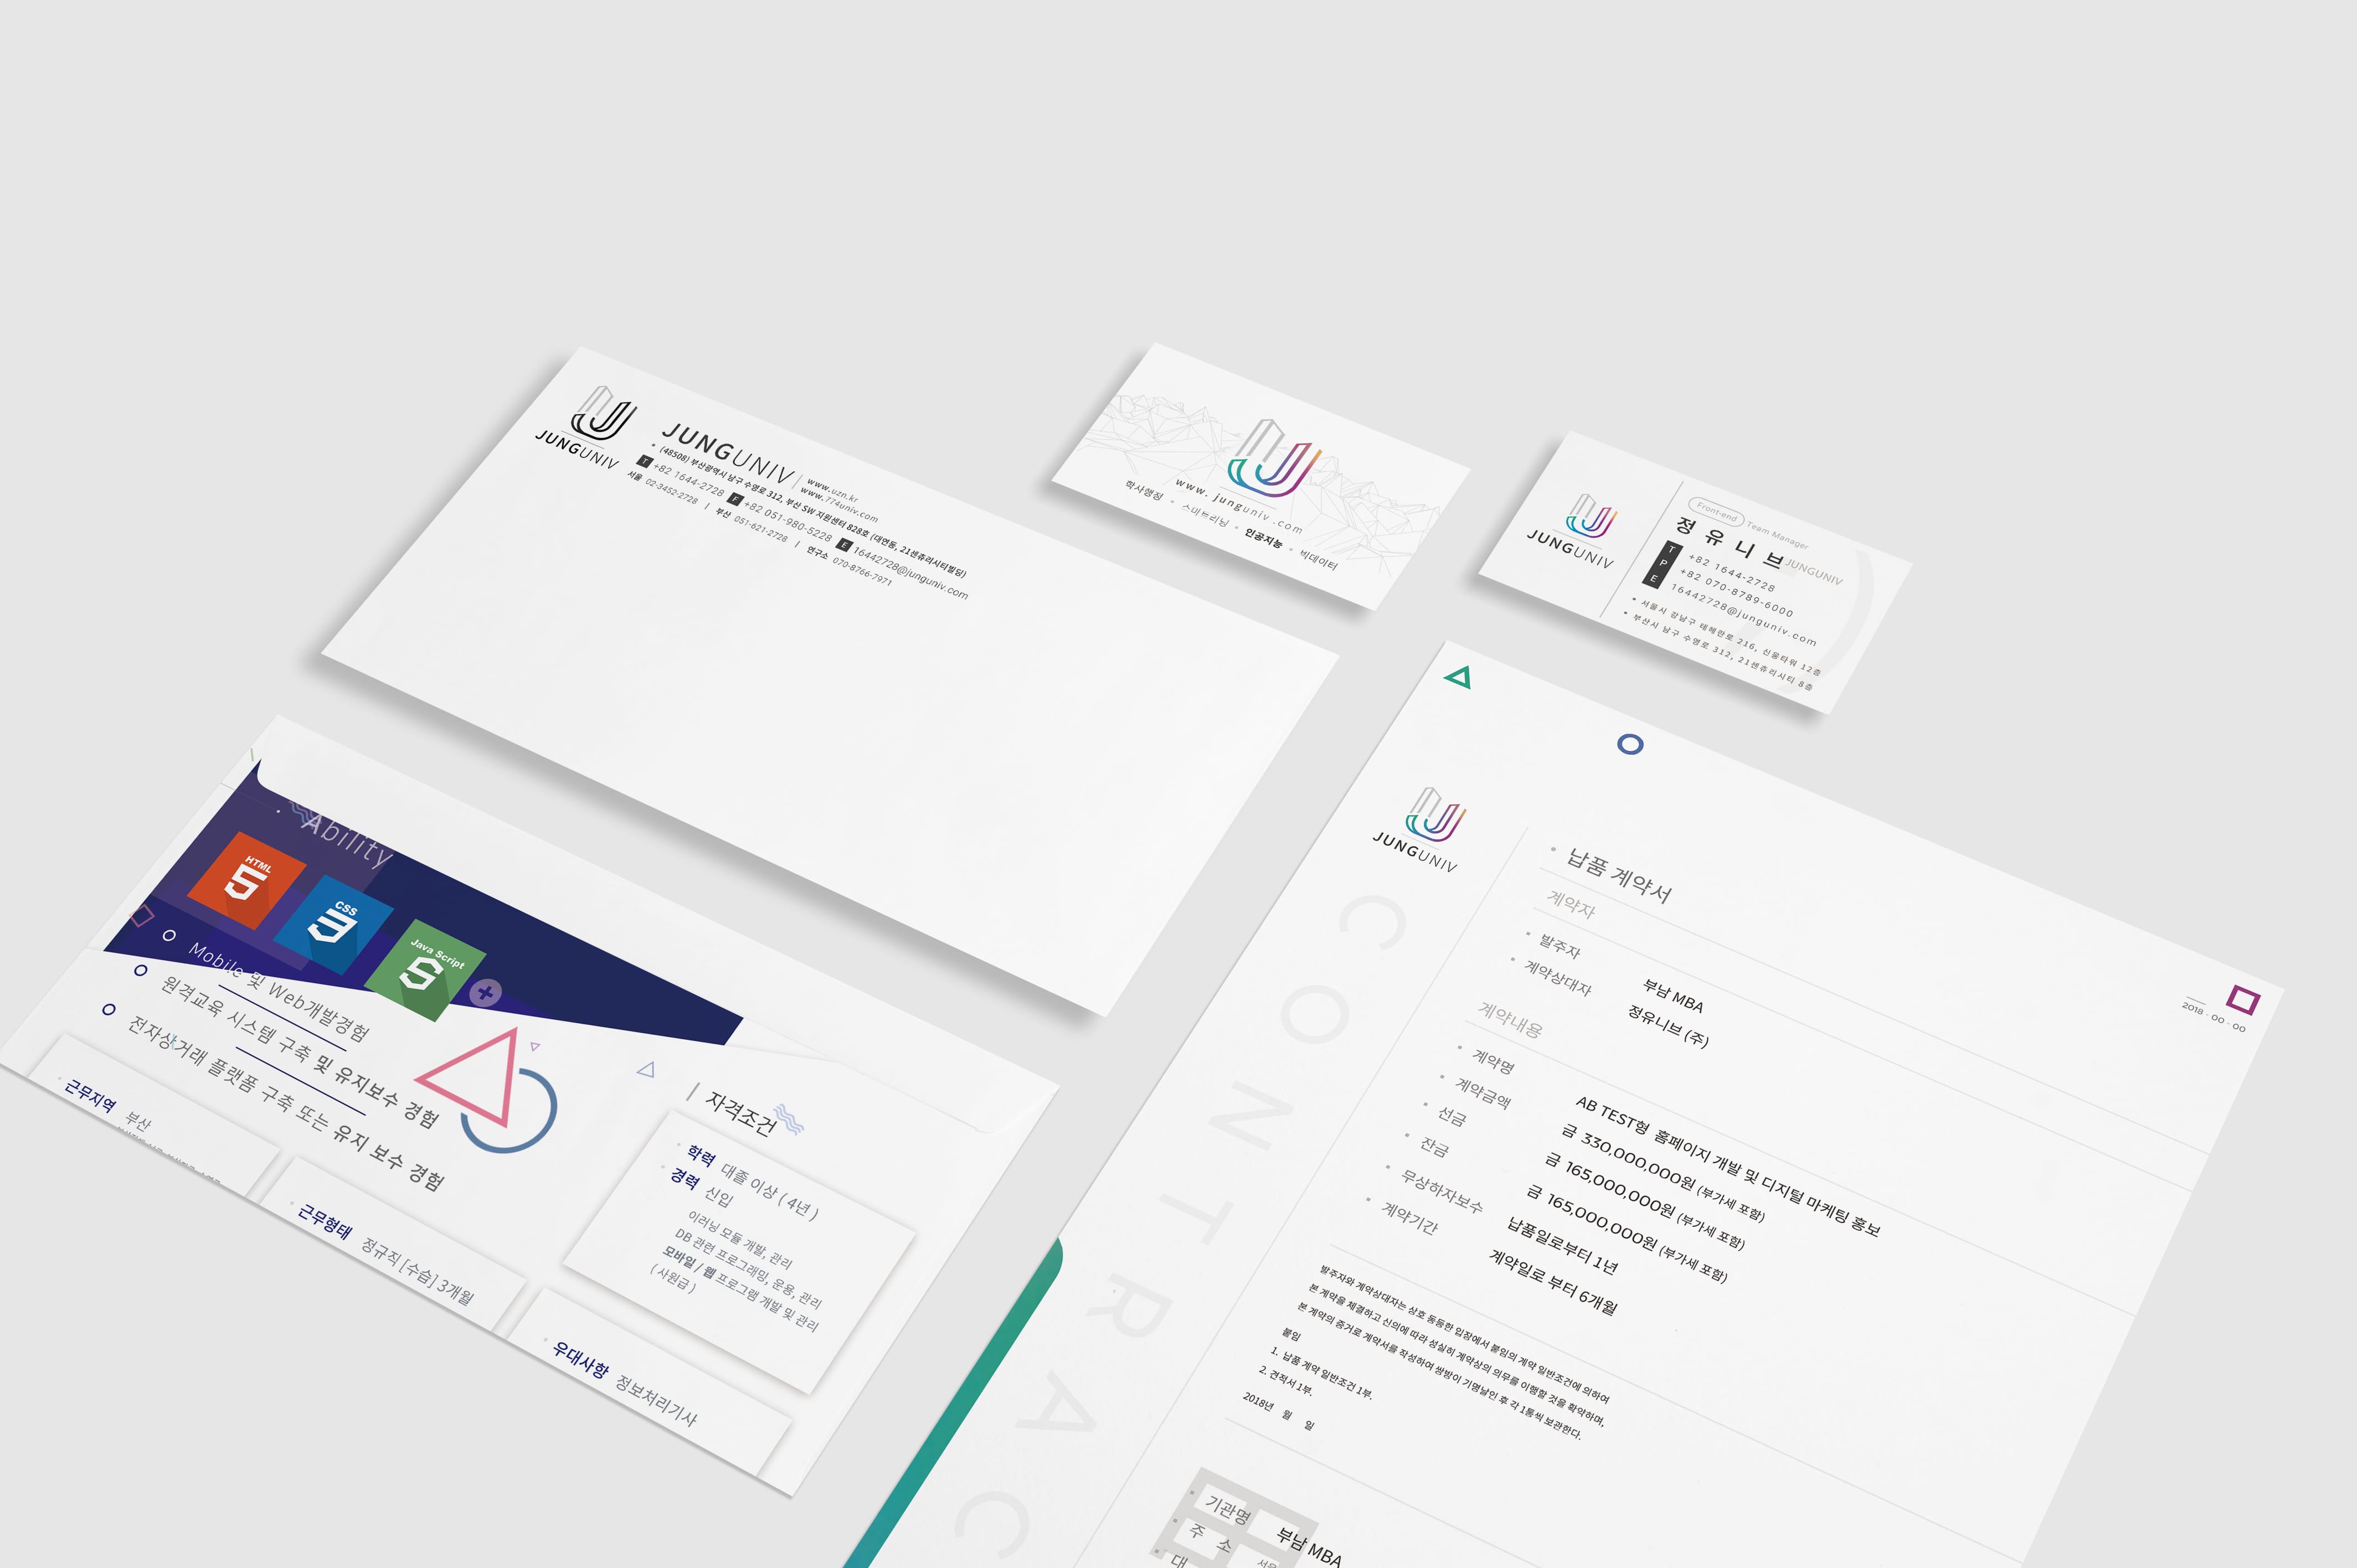 JUNGUNIV
JUNGUNIV
www.uzn.kr
www.774univ.com
(48508) 부산광역시 남구 수영로 312, 부산 SW 지원센터 828호 (대연동, 21센츄리시티빌딩)
T +82 1644-2728 F +82 051-980-5228 E 16442728@junguniv.com
서울 02-3452-2728 | 부산 051-621-2728 | 연구소 070-8766-7971
www.junguniv.com
학사행정 스마트러닝 인공지능 빅데이터
JUNGUNIV
Front-end Team Manager
정유니브 JUNGUNIV
T +82 1644-2728
P +82 070-8789-6000
E 16442728@junguniv.com
서울시 강남구 테헤란로 216, 신웅타워 12층
부산시 남구 수영로 312, 21센츄리시티 8층
Ability
HTML
5
CSS
3
Java Script
5
Mobile 및 Web개발경험
원격교육 시스템 구축 및 유지보수 경험
전자상거래 플랫폼 구축 또는 유지 보수 경험
근무지역 부산
근무형태 정규직[수습] 3개월
우대사항 정보처리기사
자격조건
학력 대졸 이상 ( 4년 )
경력 신입
이러닝 모듈 개발, 관리
DB 관련 프로그래밍, 운용, 관리
모바일 / 웹 프로그램 개발 및 관리
( 사원급 )
JUNGUNIV
CONTRAC
2018 . 00 . 00
납품 계약서
계약자
발주자 부남 MBA
계약상대자 정유니브 (주)
계약내용
계약명 AB TEST형 홈페이지 개발 및 디지털 마케팅 홍보
계약금액 금 330,000,000원 (부가세 포함)
선금 금 165,000,000원 (부가세 포함)
잔금 금 165,000,000원 (부가세 포함)
무상하자보수 납품일로부터 1년
계약기간 계약일로 부터 6개월
발주자와 계약상대자는 상호 동등한 입장에서 붙임의 계약 일반조건에 의하여
본 계약을 체결하고 신의에 따라 성실히 계약상의 의무를 이행할 것을 확약하며,
본 계약의 증거로 계약서를 작성하여 쌍방이 기명날인 후 각 1통씩 보관한다.
붙임
1. 납품 계약 일반조건 1부.
2. 견적서 1부.
2018년 월 일
기관명 부남 MBA
주 소 서울
대